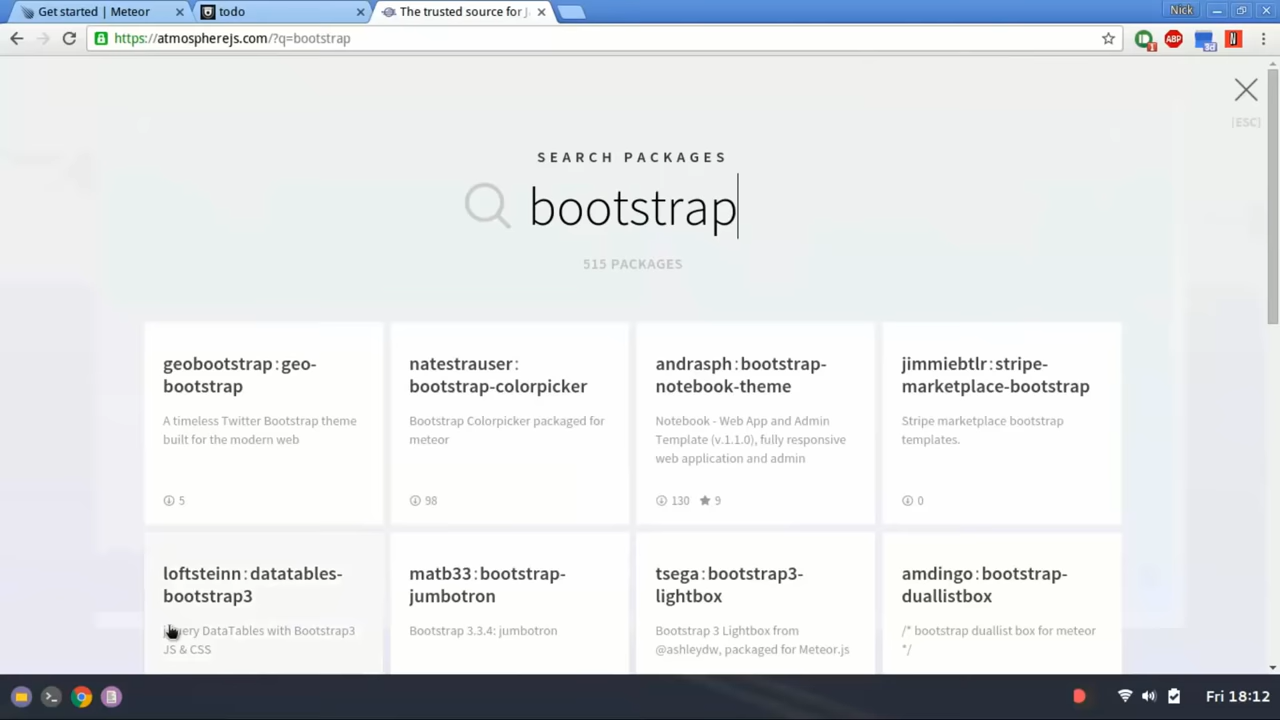 Get started | Meteor
todo
The trusted source for J
Nick
https://atmospherejs.com/?q=bootstrap
1
ABP
3d
N
[ESC]
SEARCH PACKAGES
bootstrap
515 PACKAGES
geobootstrap:geo-
bootstrap
A timeless Twitter Bootstrap theme
built for the modern web
5
natestrauser:
bootstrap-colorpicker
Bootstrap Colorpicker packaged for
meteor
98
andrasph:bootstrap-
notebook-theme
Notebook - Web App and Admin
Template (v.1.1.0), fully responsive
web application and admin
130 9
jimmiebtlr:stripe-
marketplace-bootstrap
Stripe marketplace bootstrap
templates.
0
loftsteinn:datatables-
bootstrap3
jQuery DataTables with Bootstrap3
JS & CSS
matb33:bootstrap-
jumbotron
Bootstrap 3.3.4: jumbotron
tsega:bootstrap3-
lightbox
Bootstrap 3 Lightbox from
@ashleydw, packaged for Meteor.js
amdingo:bootstrap-
duallistbox
/* bootstrap duallist box for meteor
*/
Fri 18:12